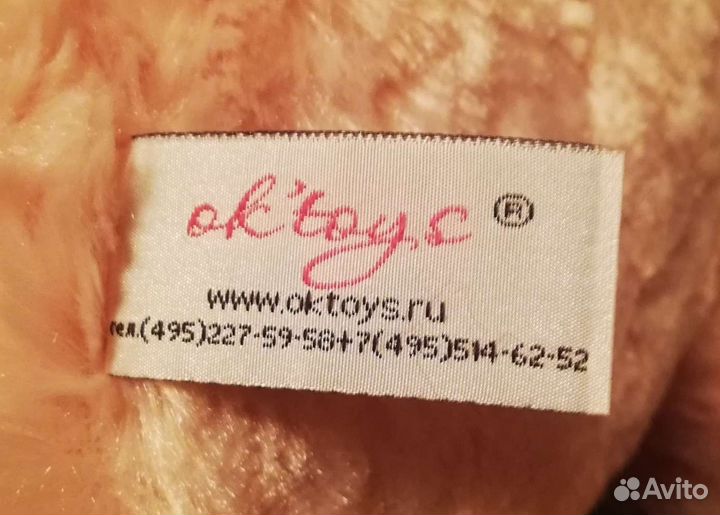 ok'toys ®
www.oktoys.ru
тел.(495)227-59-58+7(495)514-62-52
Avito